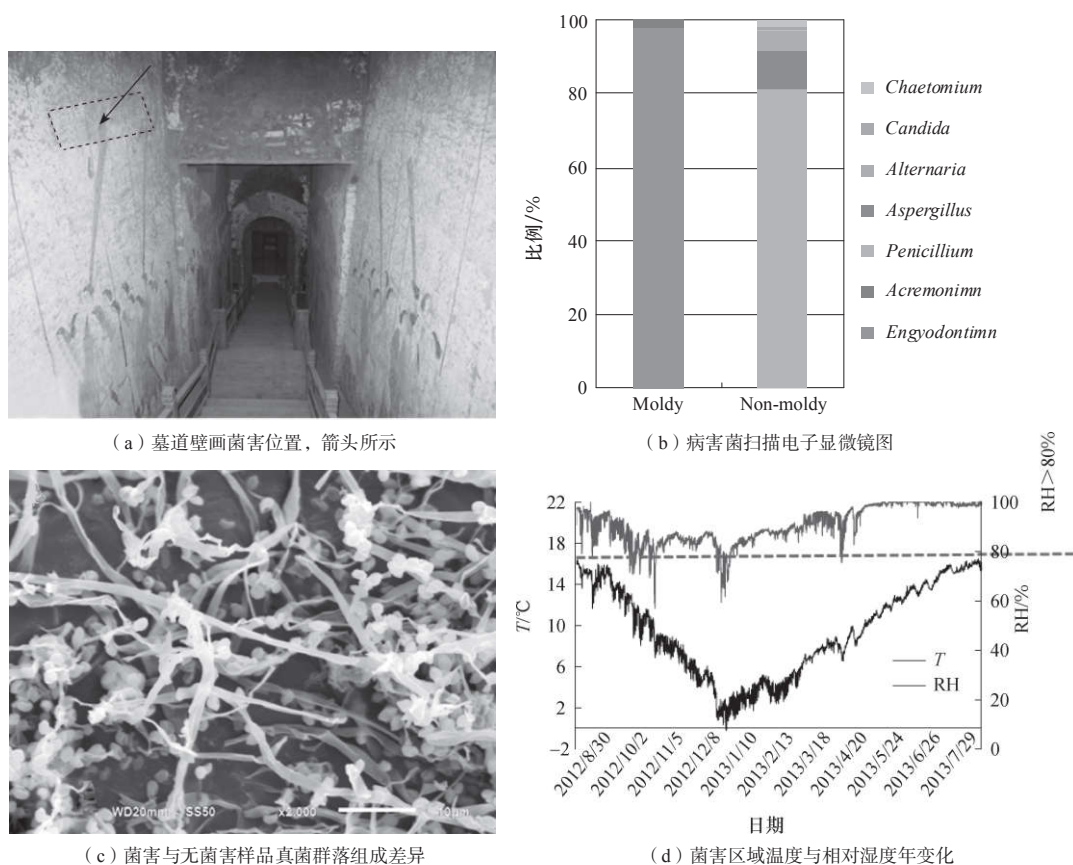 100
80
60
40
20
0
比例/%
Moldy
Non-moldy
Chaetomium
Candida
Alternaria
Aspergillus
Penicillium
Acremonimn
Engyodontimn
（a）墓道壁画菌害位置，箭头所示
（b）病害菌扫描电子显微镜图
WD20mm SS50 ×2,000 10μm
22
18
14
10
6
2
−2
T/℃
100
80
60
40
20
0
RH/%
RH＞80%
T
RH
2012/8/30
2012/10/2
2012/11/5
2012/12/8
2013/1/10
2013/2/13
2013/3/18
2013/4/20
2013/5/24
2013/6/26
2013/7/29
日期
（c）菌害与无菌害样品真菌群落组成差异
（d）菌害区域温度与相对湿度年变化